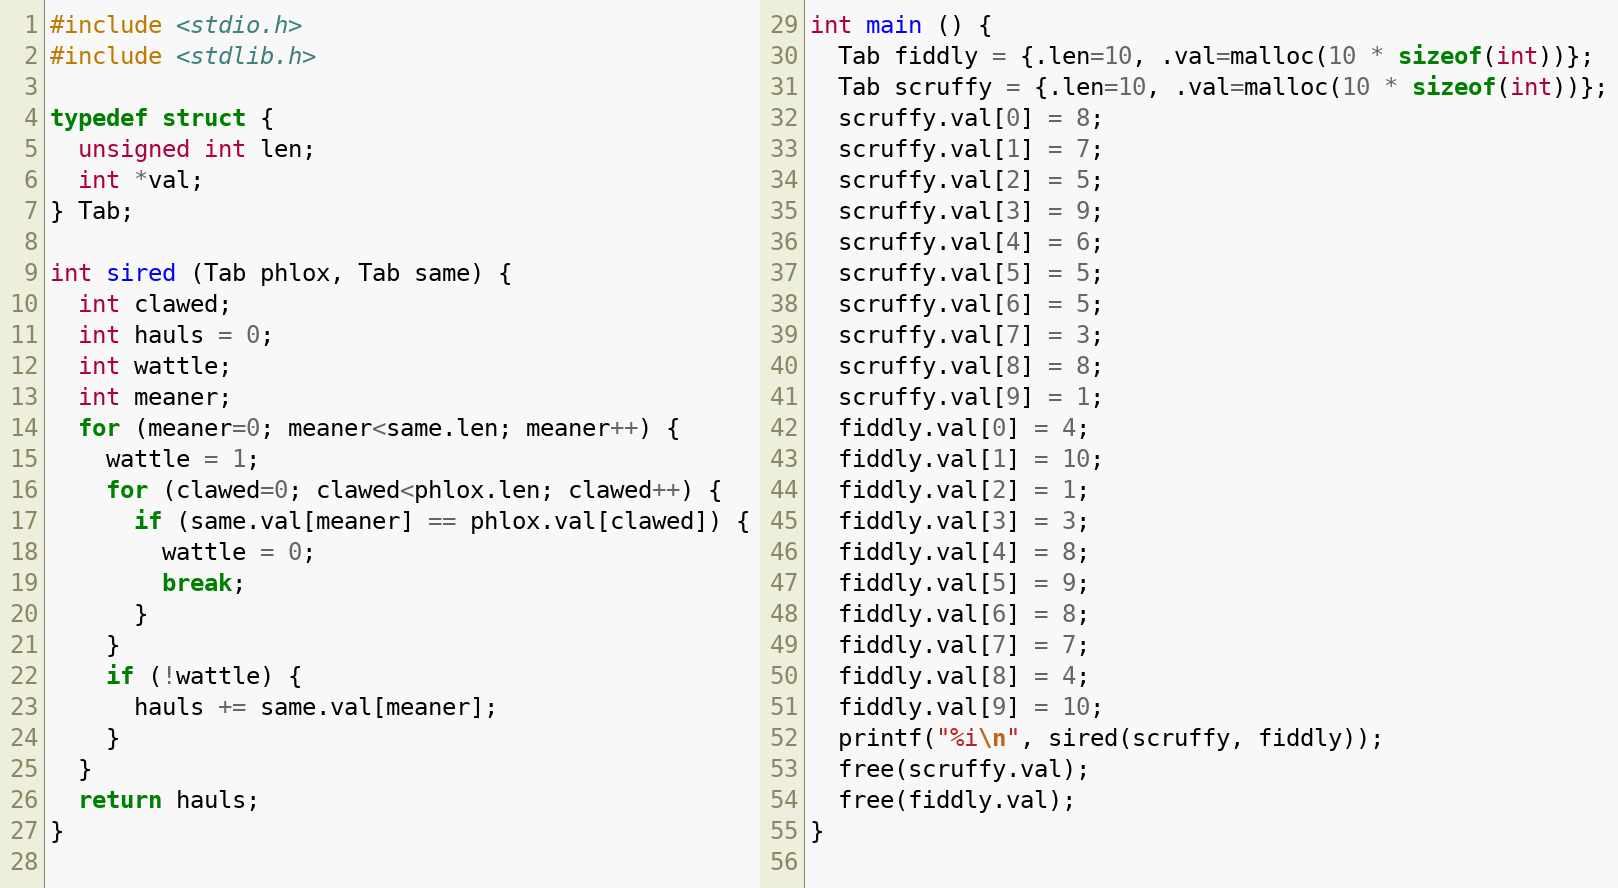 1 #include <stdio.h>
2 #include <stdlib.h>
3
4 typedef struct {
5   unsigned int len;
6   int *val;
7 } Tab;
8
9 int sired (Tab phlox, Tab same) {
10   int clawed;
11   int hauls = 0;
12   int wattle;
13   int meaner;
14   for (meaner=0; meaner<same.len; meaner++) {
15     wattle = 1;
16     for (clawed=0; clawed<phlox.len; clawed++) {
17       if (same.val[meaner] == phlox.val[clawed]) {
18         wattle = 0;
19         break;
20       }
21     }
22     if (!wattle) {
23       hauls += same.val[meaner];
24     }
25   }
26   return hauls;
27 }
28
29 int main () {
30   Tab fiddly = {.len=10, .val=malloc(10 * sizeof(int))};
31   Tab scruffy = {.len=10, .val=malloc(10 * sizeof(int))};
32   scruffy.val[0] = 8;
33   scruffy.val[1] = 7;
34   scruffy.val[2] = 5;
35   scruffy.val[3] = 9;
36   scruffy.val[4] = 6;
37   scruffy.val[5] = 5;
38   scruffy.val[6] = 5;
39   scruffy.val[7] = 3;
40   scruffy.val[8] = 8;
41   scruffy.val[9] = 1;
42   fiddly.val[0] = 4;
43   fiddly.val[1] = 10;
44   fiddly.val[2] = 1;
45   fiddly.val[3] = 3;
46   fiddly.val[4] = 8;
47   fiddly.val[5] = 9;
48   fiddly.val[6] = 8;
49   fiddly.val[7] = 7;
50   fiddly.val[8] = 4;
51   fiddly.val[9] = 10;
52   printf("%i\n", sired(scruffy, fiddly));
53   free(scruffy.val);
54   free(fiddly.val);
55 }
56